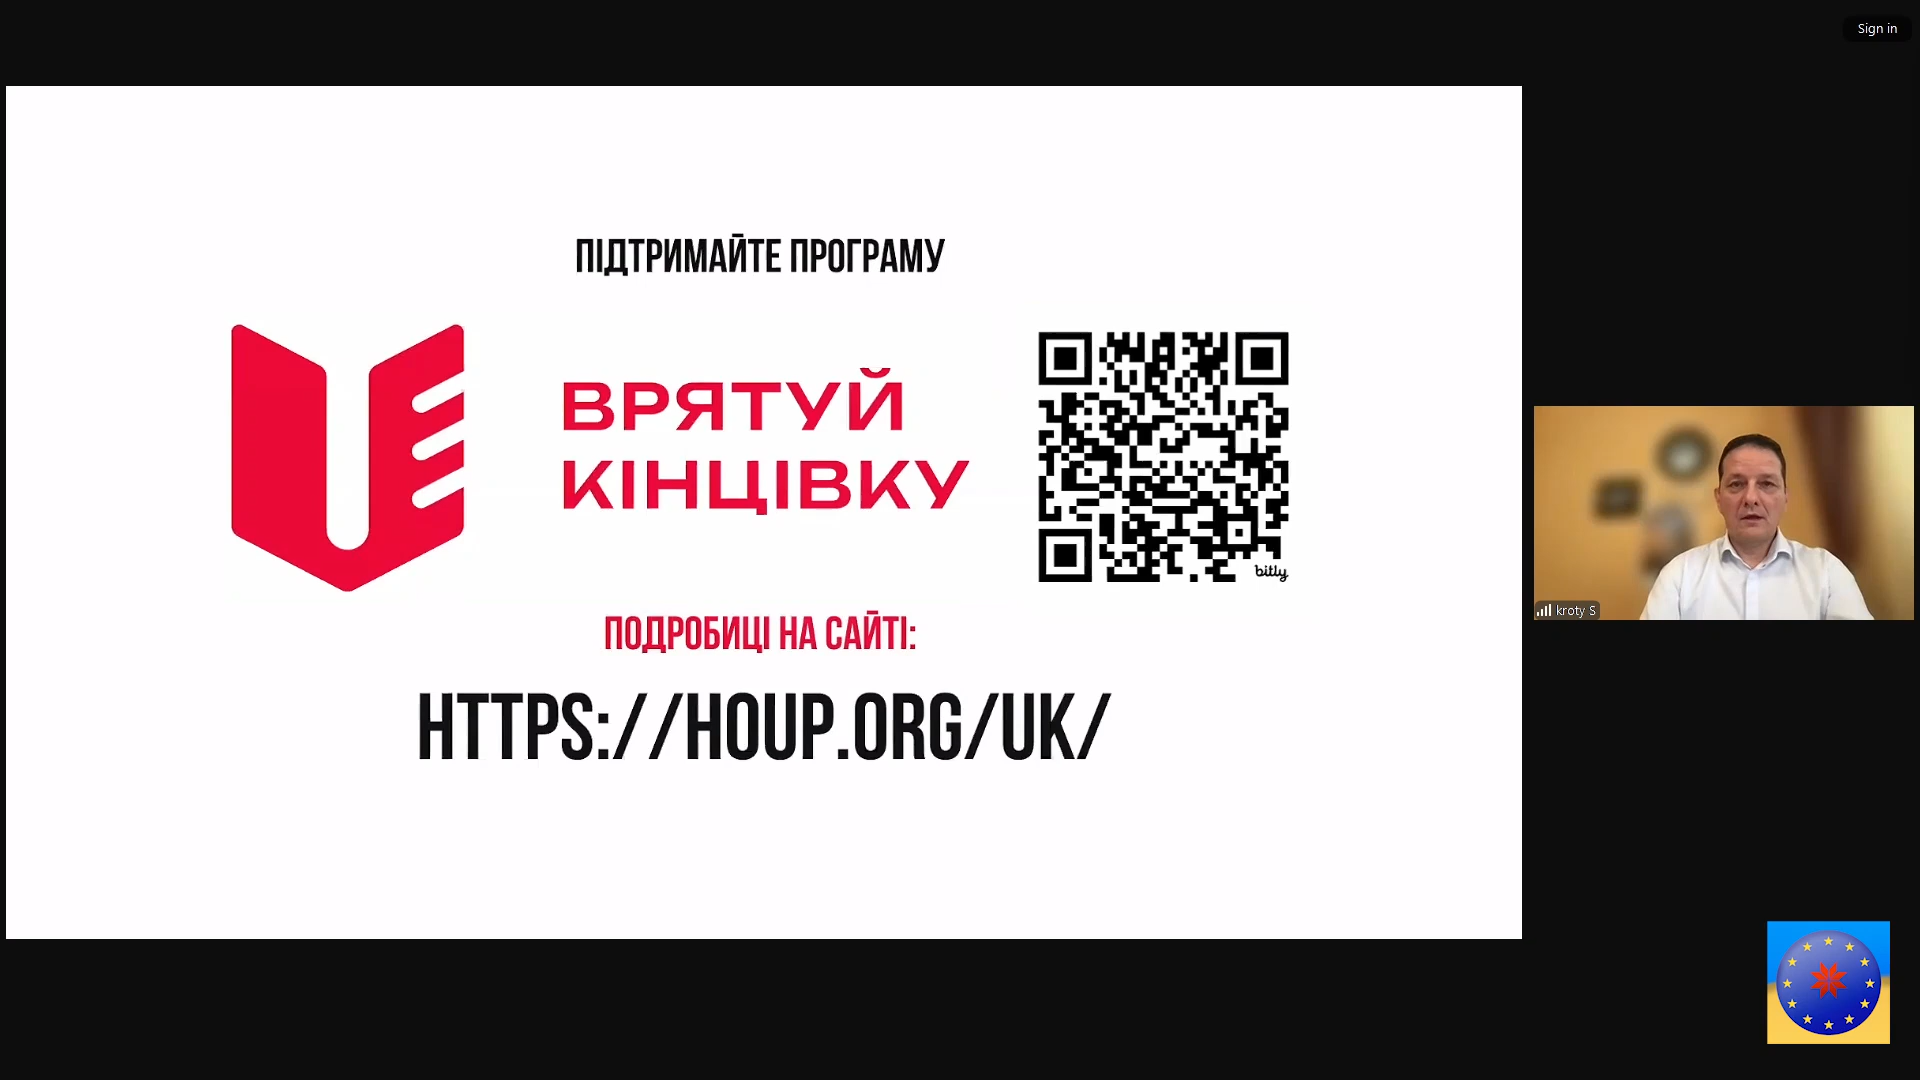 Sign in
ПІДТРИМАЙТЕ ПРОГРАМУ
ВРЯТУЙ
КІНЦІВКУ
bitly
ПОДРОБИЦІ НА САЙТІ:
HTTPS://HOUP.ORG/UK/
kroty S